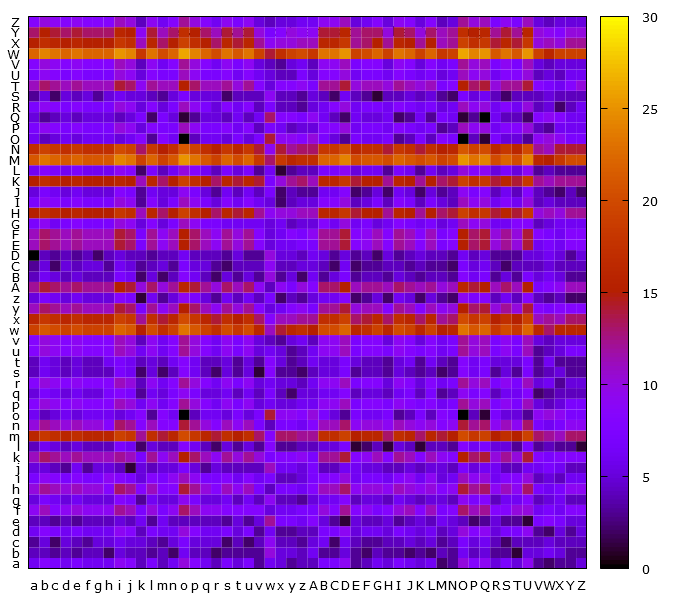 Z
Y
X
W
V
U
T
S
R
Q
P
O
N
M
L
K
J
I
H
G
F
E
D
C
B
A
z
y
x
w
v
u
t
s
r
q
p
o
n
m
l
k
j
i
h
g
f
e
d
c
b
a
a b c d e f g h i j k l m n o p q r s t u v w x y z A B C D E F G H I J K L M N O P Q R S T U V W X Y Z
30
25
20
15
10
5
0